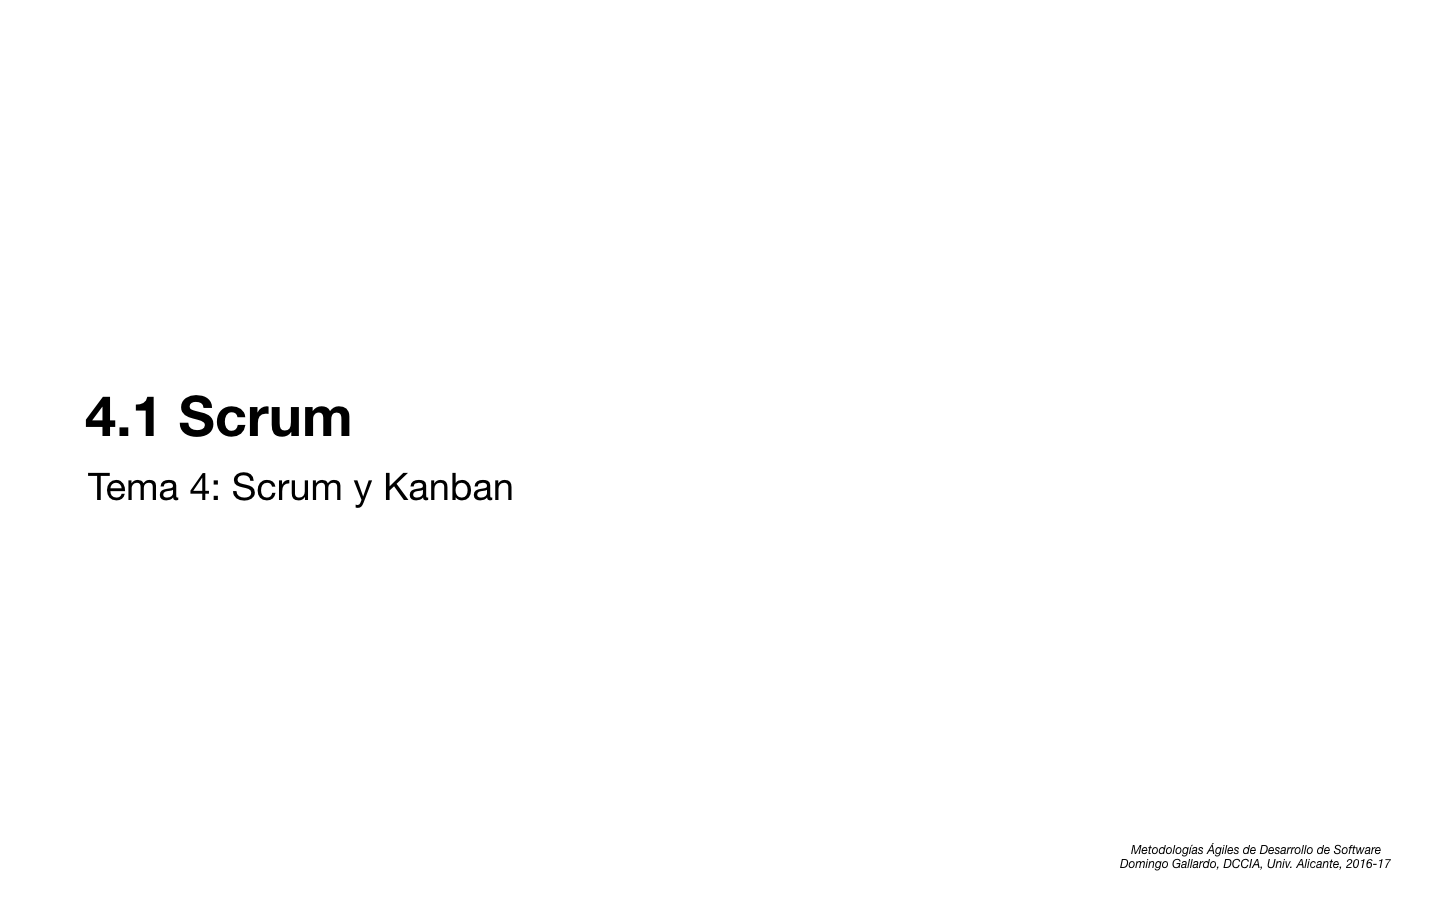 4.1 Scrum
Tema 4: Scrum y Kanban
Metodologías Ágiles de Desarrollo de Software
Domingo Gallardo, DCCIA, Univ. Alicante, 2016-17